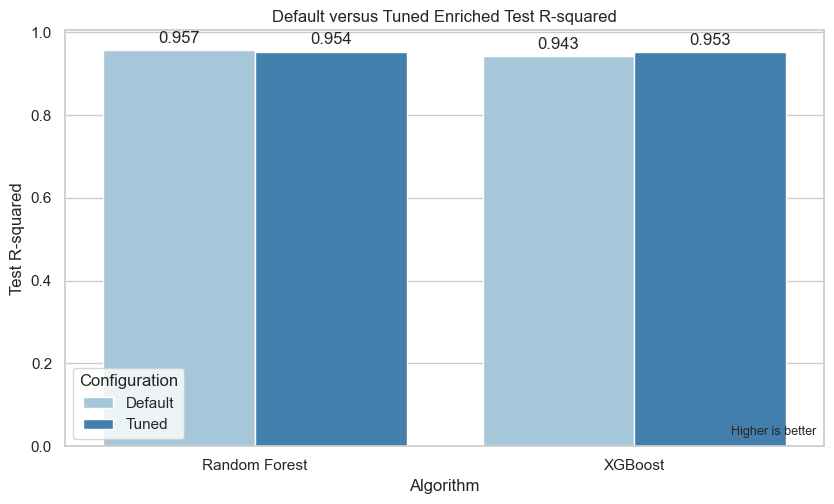 Default versus Tuned Enriched Test R-squared
1.0
0.8
0.6
0.4
0.2
0.0
Test R-squared
0.957
0.954
0.943
0.953
Configuration
Default
Tuned
Higher is better
Random Forest
XGBoost
Algorithm